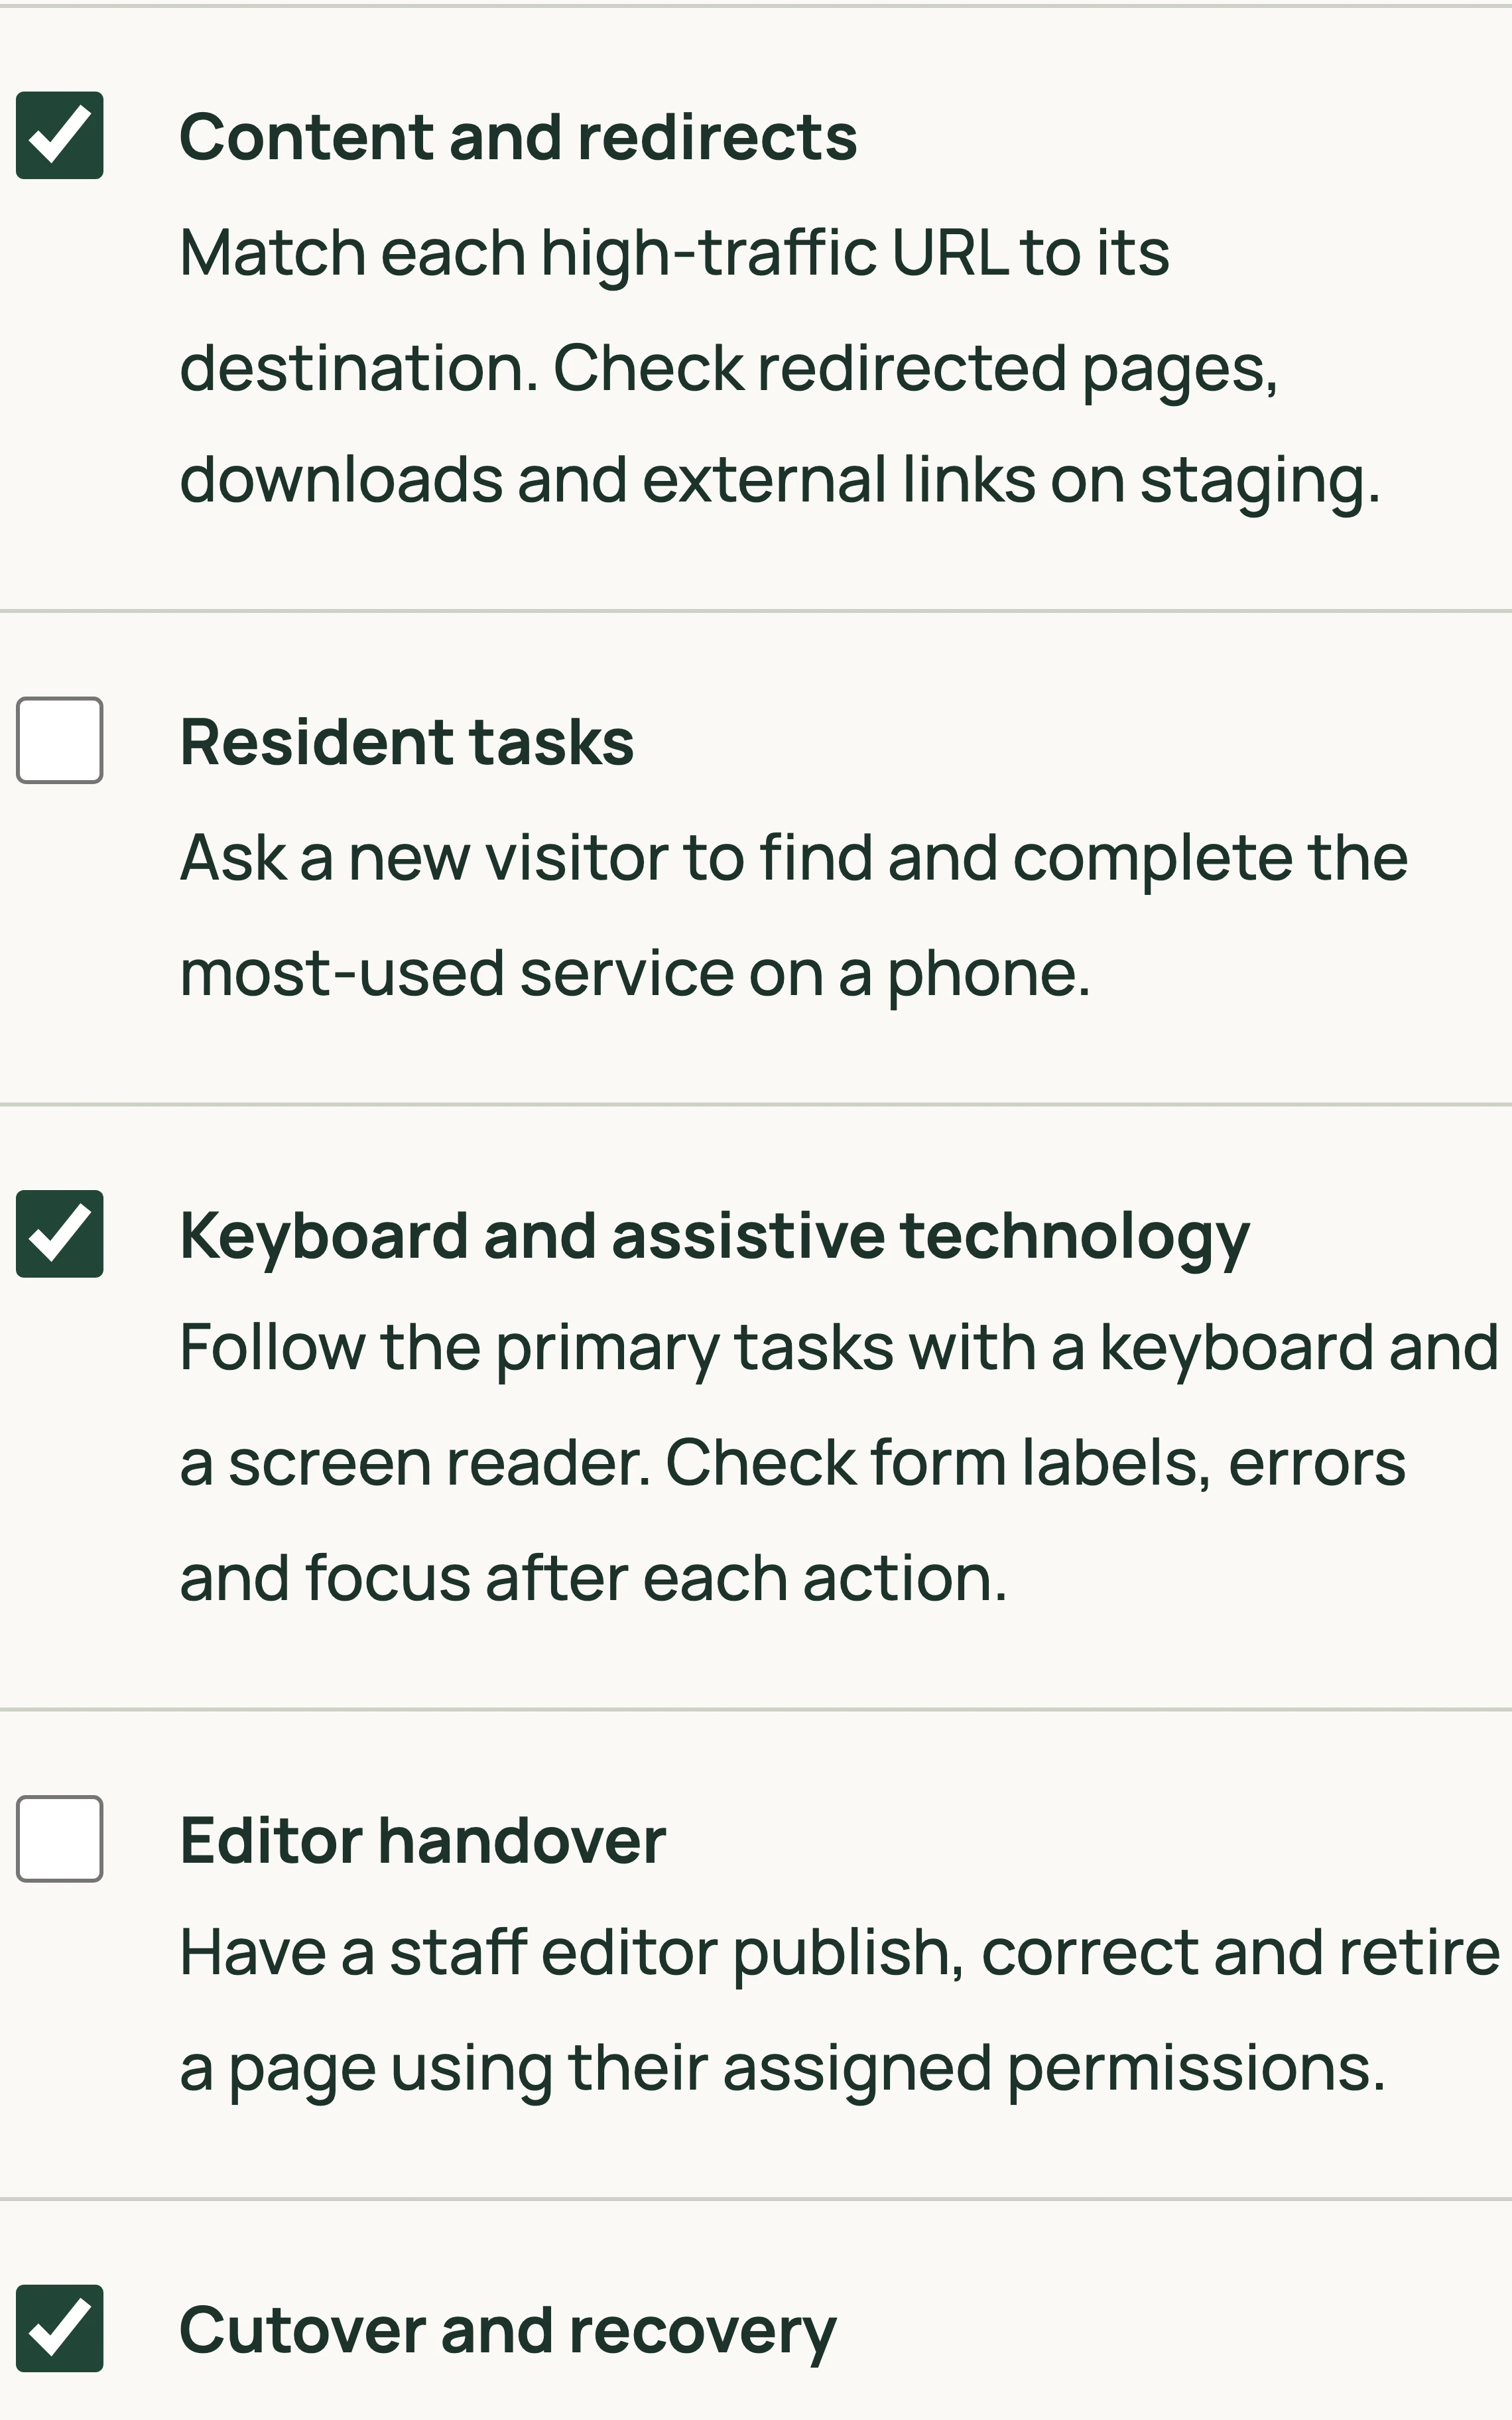 Content and redirects
Match each high-traffic URL to its
destination. Check redirected pages,
downloads and external links on staging.
Resident tasks
Ask a new visitor to find and complete the
most-used service on a phone.
Keyboard and assistive technology
Follow the primary tasks with a keyboard and
a screen reader. Check form labels, errors
and focus after each action.
Editor handover
Have a staff editor publish, correct and retire
a page using their assigned permissions.
Cutover and recovery